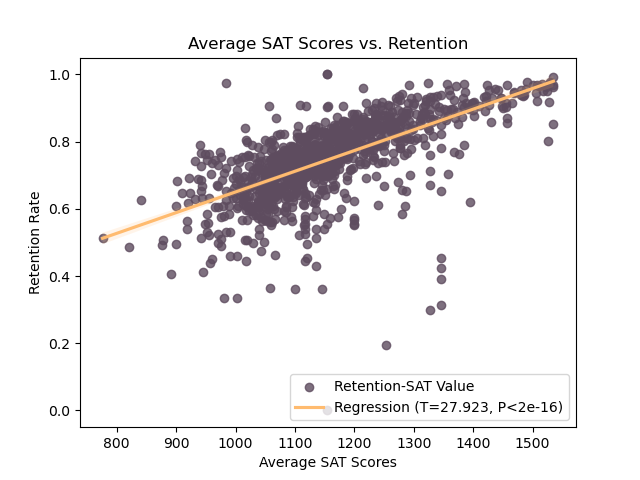 Average SAT Scores vs. Retention
Retention Rate
1.0
0.8
0.6
0.4
0.2
0.0
Retention-SAT Value
Regression (T=27.923, P<2e-16)
800 900 1000 1100 1200 1300 1400 1500
Average SAT Scores